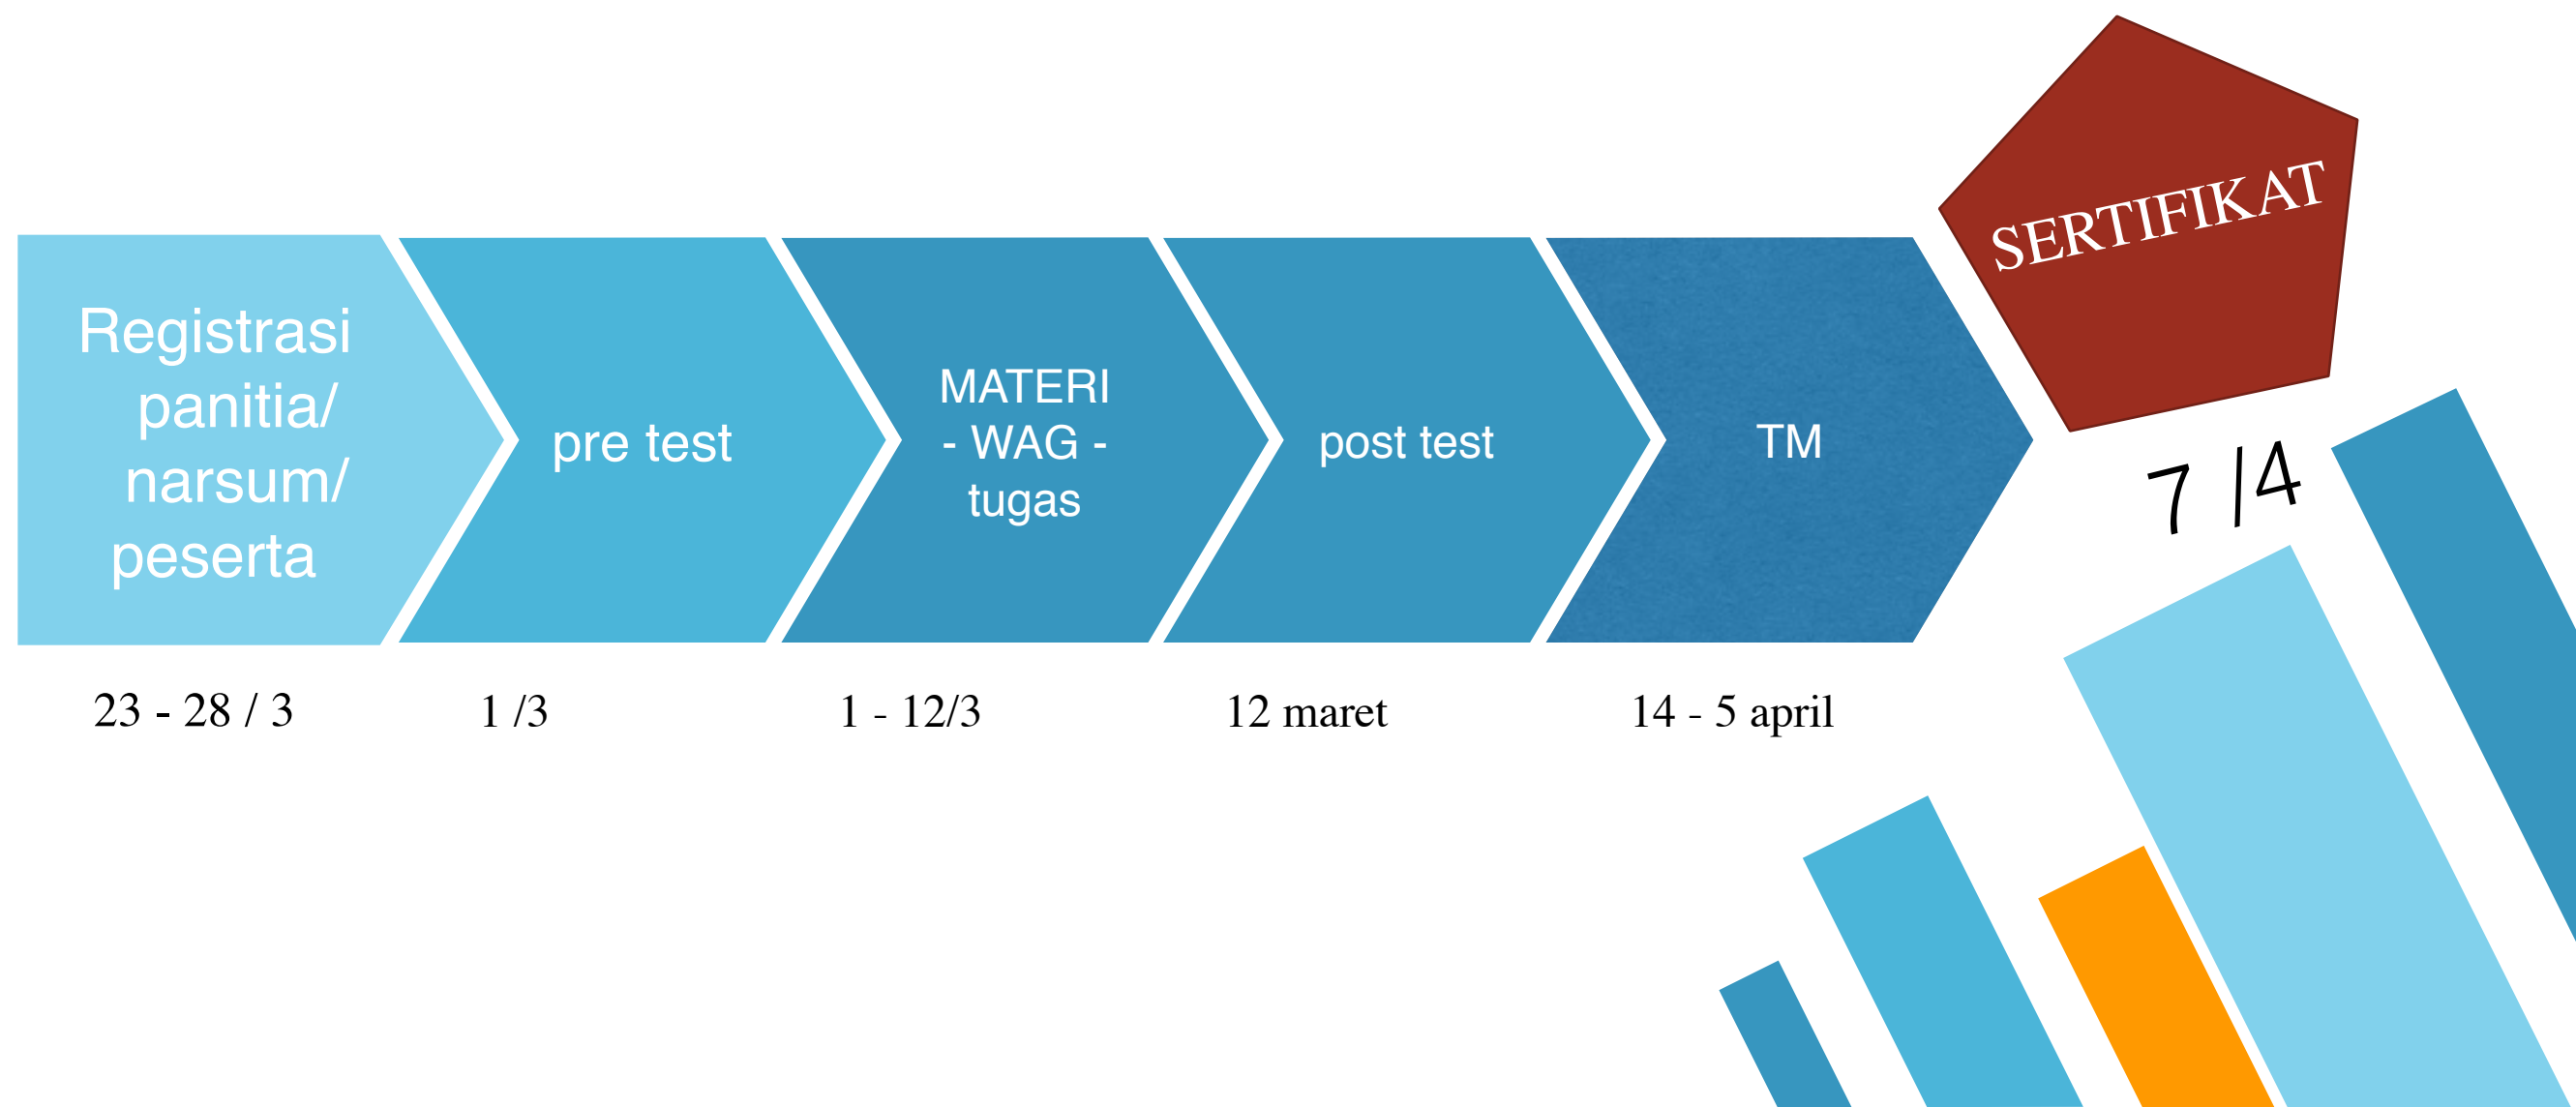 SERTIFIKAT
7 /4
Registrasi
panitia/
narsum/
peserta
pre test
MATERI
- WAG -
tugas
post test
TM
23 - 28 / 3
1 /3
1 - 12/3
12 maret
14 - 5 april